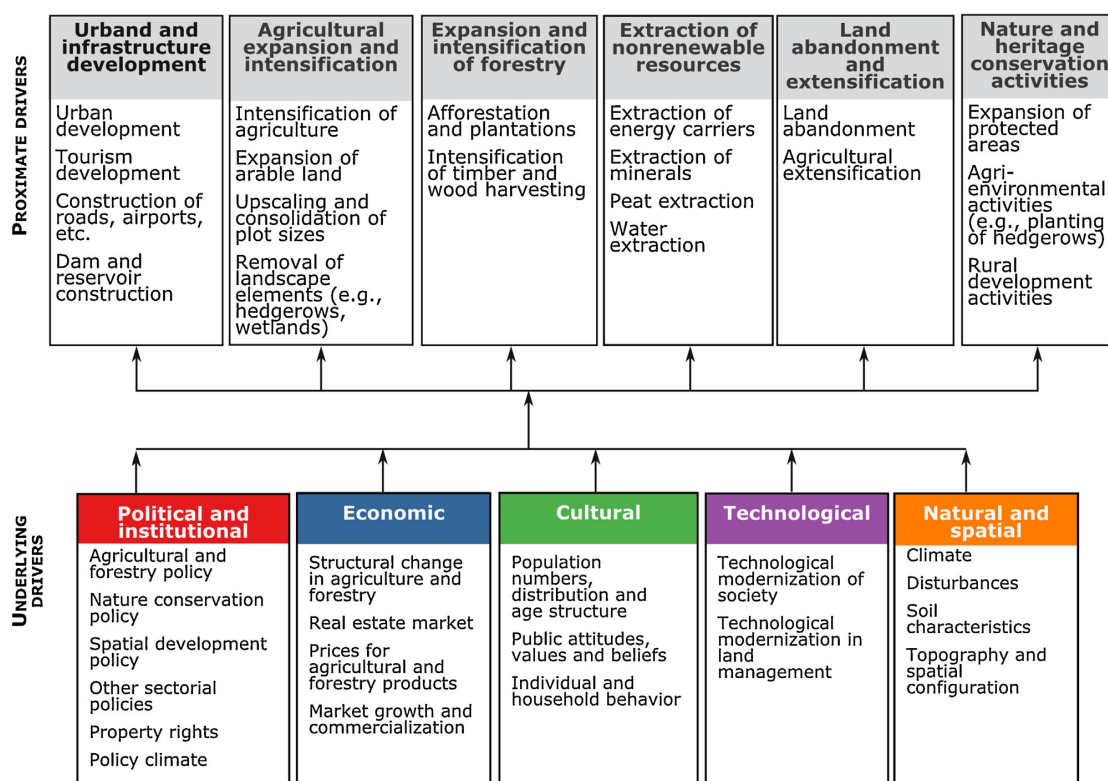 PROXIMATE DRIVERS
Urband and
infrastructure
development
Urban
development
Tourism
development
Construction of
roads, airports,
etc.
Dam and
reservoir
construction
Agricultural
expansion and
intensification
Intensification of
agriculture
Expansion of
arable land
Upscaling and
consolidation of
plot sizes
Removal of
landscape
elements (e.g.,
hedgerows,
wetlands)
Expansion and
intensification
of forestry
Afforestation
and plantations
Intensification
of timber and
wood harvesting
Extraction of
nonrenewable
resources
Extraction of
energy carriers
Extraction of
minerals
Peat extraction
Water
extraction
Land
abandonment
and
extensification
Land
abandonment
Agricultural
extensification
Nature and
heritage
conservation
activities
Expansion of
protected
areas
Agri-
environmental
activities
(e.g., planting
of hedgerows)
Rural
development
activities
UNDERLYING
DRIVERS
Political and
institutional
Agricultural and
forestry policy
Nature conservation
policy
Spatial development
policy
Other sectorial
policies
Property rights
Policy climate
Economic
Structural change
in agriculture and
forestry
Real estate market
Prices for
agricultural and
forestry products
Market growth and
commercialization
Cultural
Population
numbers,
distribution and
age structure
Public attitudes,
values and beliefs
Individual and
household behavior
Technological
Technological
modernization of
society
Technological
modernization in
land
management
Natural and
spatial
Climate
Disturbances
Soil
characteristics
Topography and
spatial
configuration